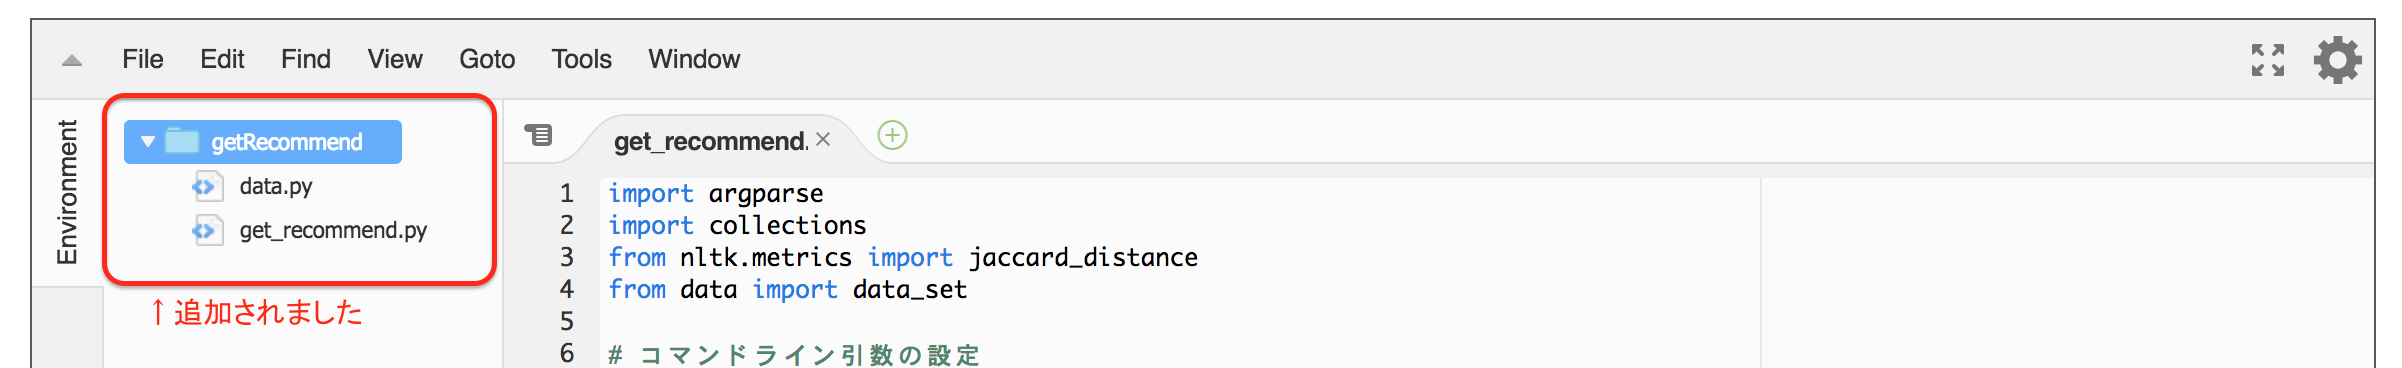 File Edit Find View Goto Tools Window
Environment
getRecommend
data.py
get_recommend.py
↑追加されました
get_recommend.
1 import argparse
2 import collections
3 from nltk.metrics import jaccard_distance
4 from data import data_set
5
6 # コマンドライン引数の設定